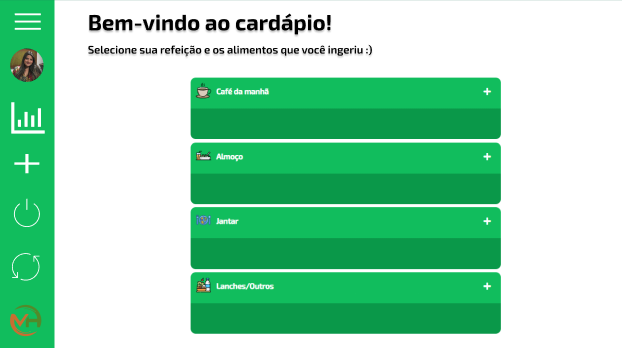 Bem-vindo ao cardápio!
Selecione sua refeição e os alimentos que você ingeriu :)
Café da manhã
Almoço
Jantar
Lanches/Outros